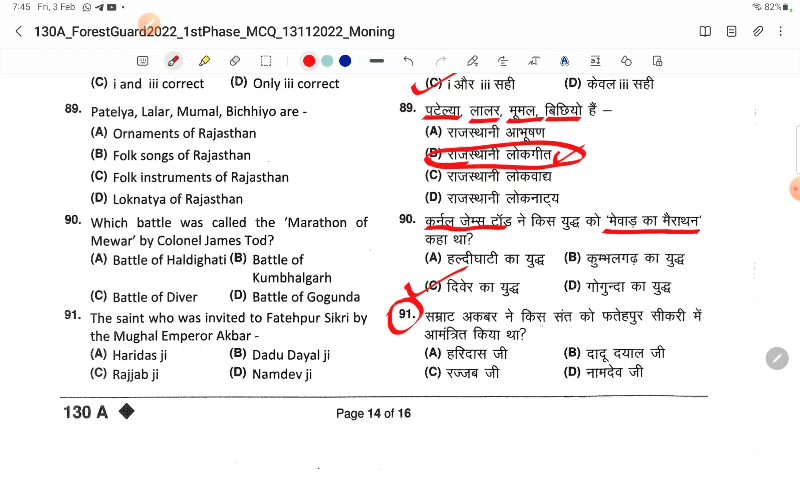 7:45 Fri, 3 Feb
82%
130A_ForestGuard2022_1stPhase_MCQ_13112022_Morning
(C) i and iii correct (D) Only iii correct
89. Patelya, Lalar, Mumal, Bichhiyo are -
(A) Ornaments of Rajasthan
(B) Folk songs of Rajasthan
(C) Folk instruments of Rajasthan
(D) Loknatya of Rajasthan
90. Which battle was called the ‘Marathon of
Mewar’ by Colonel James Tod?
(A) Battle of Haldighati (B) Battle of
Kumbhalgarh
(C) Battle of Diver (D) Battle of Gogunda
91. The saint who was invited to Fatehpur Sikri by
the Mughal Emperor Akbar -
(A) Haridas ji (B) Dadu Dayal ji
(C) Rajjab ji (D) Namdev ji
(C) i और iii सही (D) केवल iii सही
89. पटेल्या, लालर, मूमल, बिछियो हैं –
(A) राजस्थानी आभूषण
(B) राजस्थानी लोकगीत
(C) राजस्थानी लोकवाद्य
(D) राजस्थानी लोकनाट्य
90. कर्नल जेम्स टॉड ने किस युद्ध को ‘मेवाड़ का मैराथन’
कहा था?
(A) हल्दीघाटी का युद्ध (B) कुम्भलगढ़ का युद्ध
(C) दिवेर का युद्ध (D) गोगुन्दा का युद्ध
91. सम्राट अकबर ने किस संत को फतेहपुर सीकरी में
आमंत्रित किया था?
(A) हरिदास जी (B) दादू दयाल जी
(C) रज्जब जी (D) नामदेव जी
130 A
Page 14 of 16